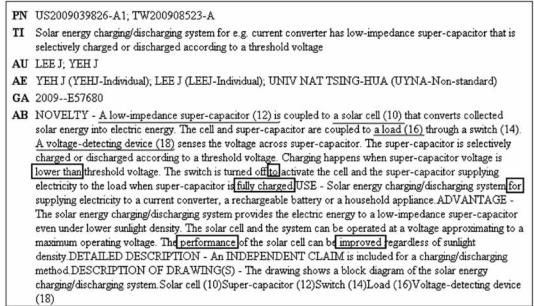 PN US2009039826-A1; TW200908523-A
TI Solar energy charging/discharging system for e.g. current converter has low-impedance super-capacitor that is
selectively charged or discharged according to a threshold voltage
AU LEE J; YEH J
AE YEH J (YEHJ-Individual); LEE J (LEEJ-Individual); UNIV NAT TSING-HUA (UYNA-Non-standard)
GA 2009--E57680
AB NOVELTY - A low-impedance super-capacitor (12) is coupled to a solar cell (10) that converts collected
solar energy into electric energy. The cell and super-capacitor are coupled to a load (16) through a switch (14).
A voltage-detecting device (18) senses the voltage across super-capacitor. The super-capacitor is selectively
charged or discharged according to a threshold voltage. Charging happens when super-capacitor voltage is
lower than threshold voltage. The switch is turned off to activate the cell and the super-capacitor supplying
electricity to the load when super-capacitor is fully charged.USE - Solar energy charging/discharging system for
supplying electricity to a current converter, a rechargeable battery or a household appliance.ADVANTAGE -
The solar energy charging/discharging system provides the electric energy to a low-impedance super-capacitor
even under lower sunlight density. The solar cell and the system can be operated at a voltage approximating to a
maximum operating voltage. The performance of the solar cell can be improved regardless of sunlight
density.DETAILED DESCRIPTION - An INDEPENDENT CLAIM is included for a charging/discharging
method.DESCRIPTION OF DRAWING(S) - The drawing shows a block diagram of the solar energy
charging/discharging system.Solar cell (10)Super-capacitor (12)Switch (14)Load (16)Voltage-detecting device
(18)